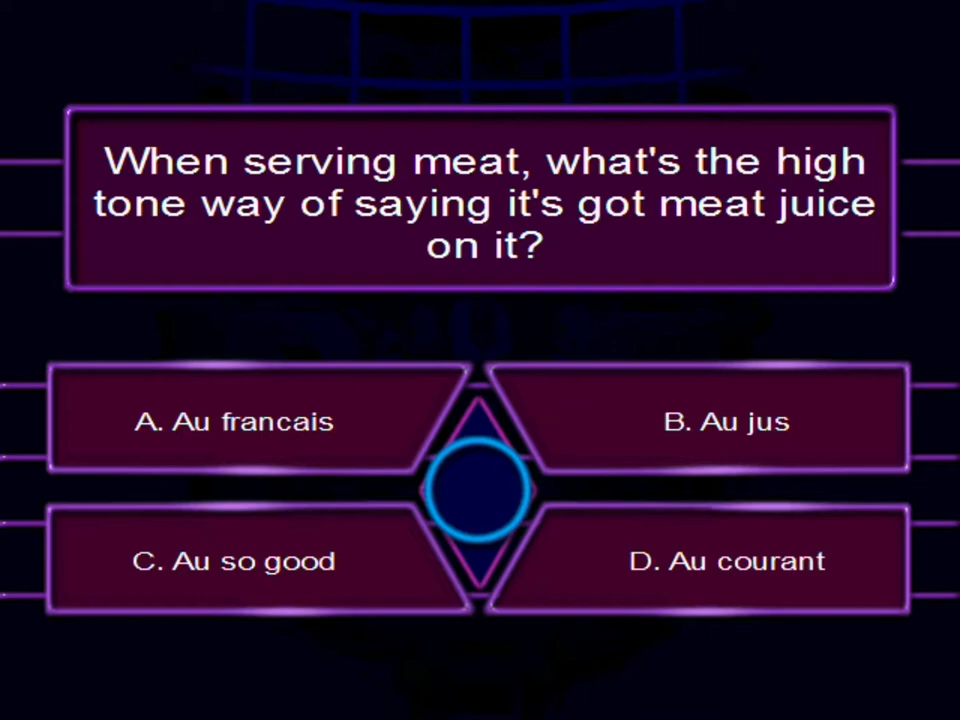 When serving meat, what's the high
tone way of saying it's got meat juice
on it?
A. Au francais
B. Au jus
C. Au so good
D. Au courant